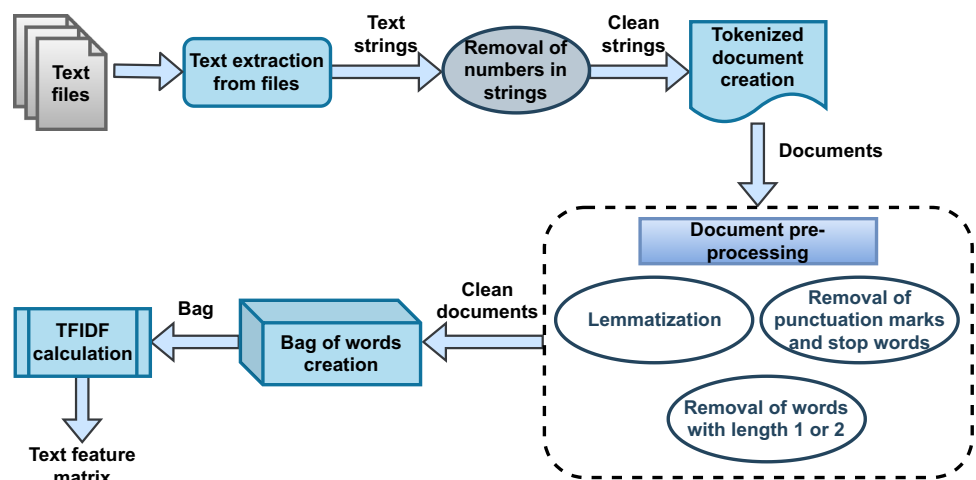 Text
files
Text extraction
from files
Text
strings
Removal of
numbers in
strings
Clean
strings
Tokenized
document
creation
Documents
Document pre-
processing
Lemmatization
Removal of
punctuation marks
and stop words
Removal of words
with length 1 or 2
Clean
documents
Bag of words
creation
Bag
TFIDF
calculation
Text feature
matrix